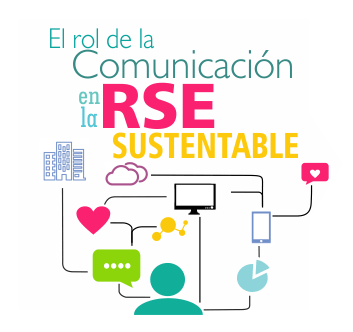 El rol de la
Comunicación
en la RSE
SUSTENTABLE